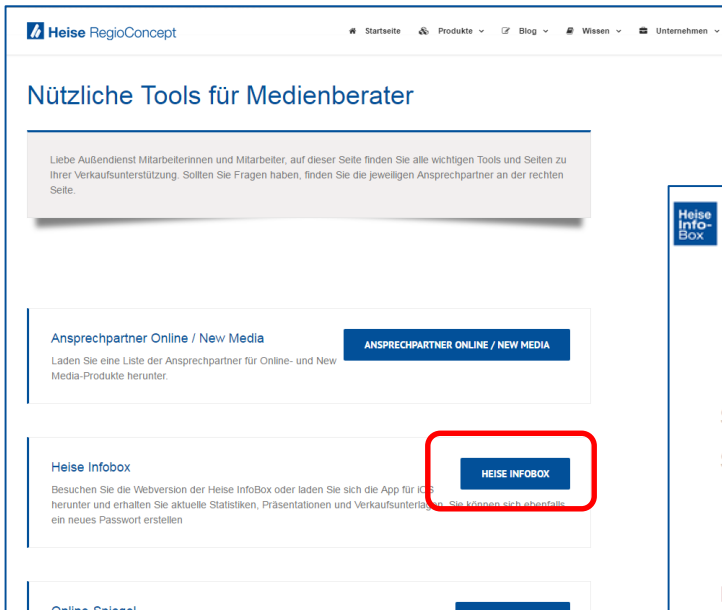 Heise RegioConcept
Startseite Produkte Blog Wissen Unternehmen
Nützliche Tools für Medienberater
Liebe Außendienst Mitarbeiterinnen und Mitarbeiter, auf dieser Seite finden Sie alle wichtigen Tools und Seiten zu
Ihrer Verkaufsunterstützung. Sollten Sie Fragen haben, finden Sie die jeweiligen Ansprechpartner an der rechten
Seite.
Heise
Info-
Box
Ansprechpartner Online / New Media
ANSPRECHPARTNER ONLINE / NEW MEDIA
Laden Sie eine Liste der Ansprechpartner für Online- und New
Media-Produkte herunter.
Heise Infobox
HEISE INFOBOX
Besuchen Sie die Webversion der Heise InfoBox oder laden Sie sich die App für iOS
herunter und erhalten Sie aktuelle Statistiken, Präsentationen und Verkaufsunterlagen. Sie können sich ebenfalls
ein neues Passwort erstellen
Online-Spiegel